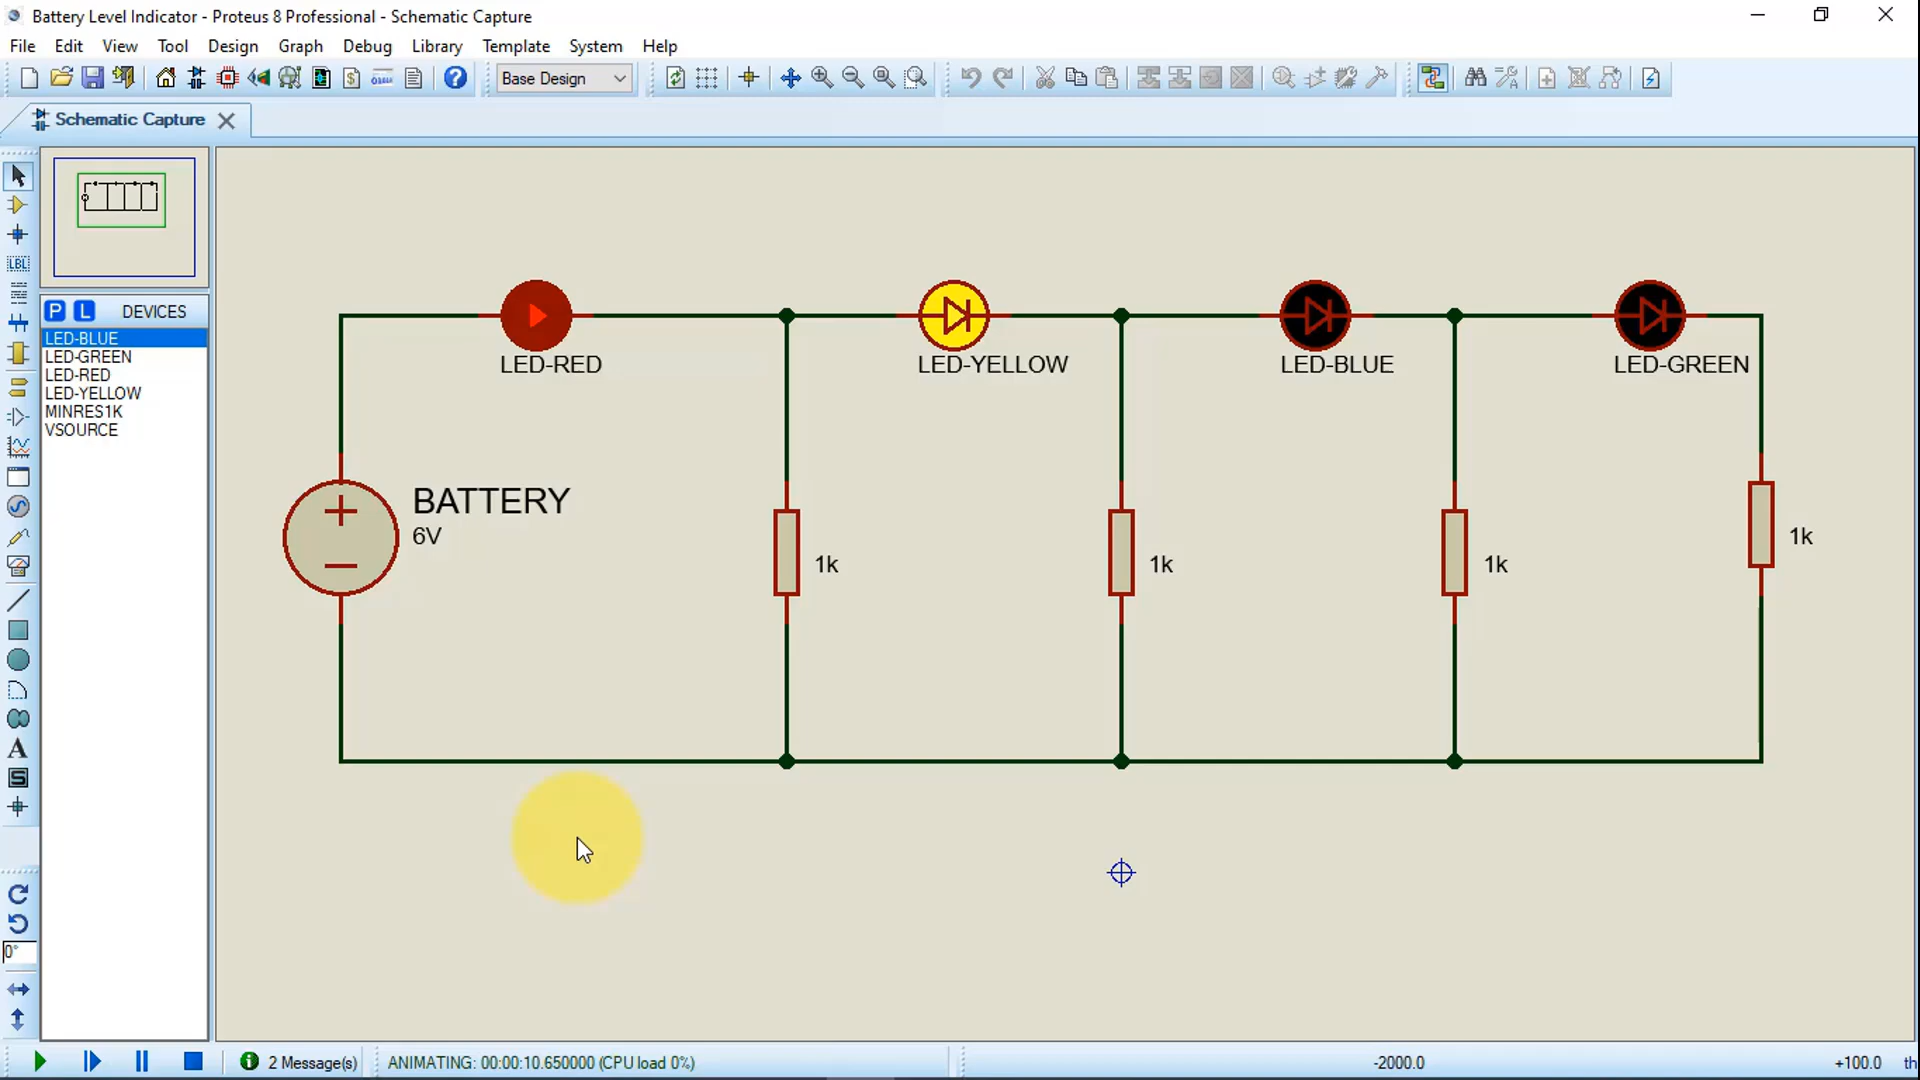 Battery Level Indicator - Proteus 8 Professional - Schematic Capture
File Edit View Tool Design Graph Debug Library Template System Help
Base Design
Schematic Capture
P L DEVICES
LED-BLUE
LED-GREEN
LED-RED
LED-YELLOW
MINRES1K
VSOURCE
LBL
A
S
0°
LED-RED
LED-YELLOW
LED-BLUE
LED-GREEN
BATTERY
6V
1k
1k
1k
1k
2 Message(s)
ANIMATING: 00:00:10.650000 (CPU load 0%)
-2000.0
+100.0
th